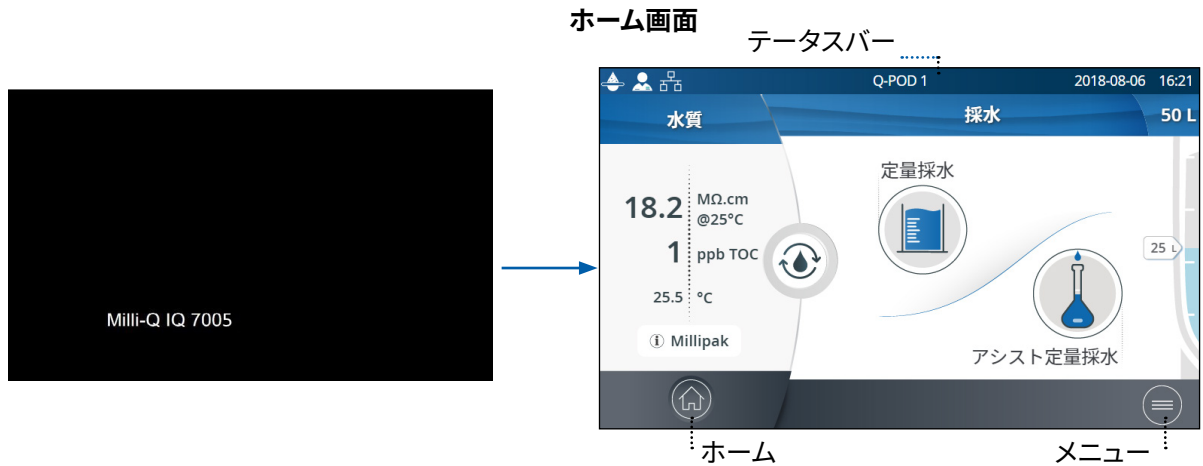 ホーム画面
テータスバー
Q-POD 1
2018-08-06 16:21
水質
採水
50 L
定量採水
18.2 MΩ.cm
@25°C
1 ppb TOC
25 L
25.5 °C
Milli-Q IQ 7005
Millipak
アシスト定量採水
ホーム
メニュー